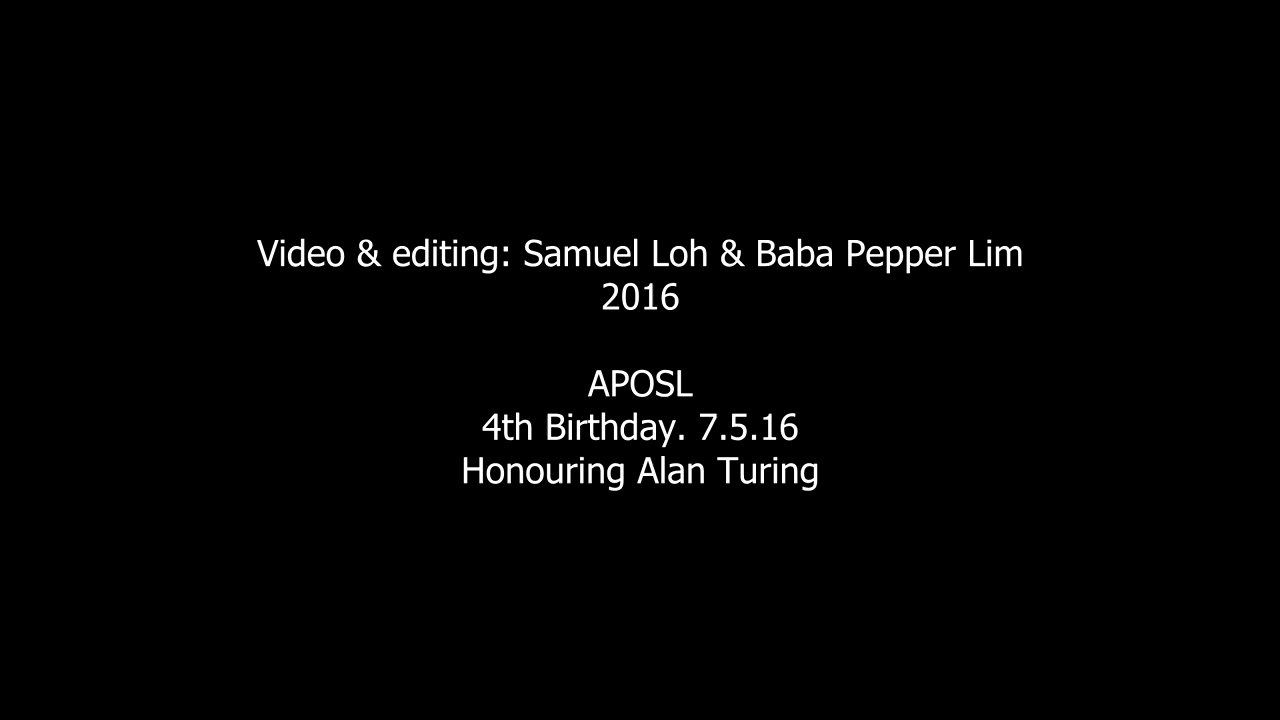 Video & editing: Samuel Loh & Baba Pepper Lim
2016
APOSL
4th Birthday. 7.5.16
Honouring Alan Turing